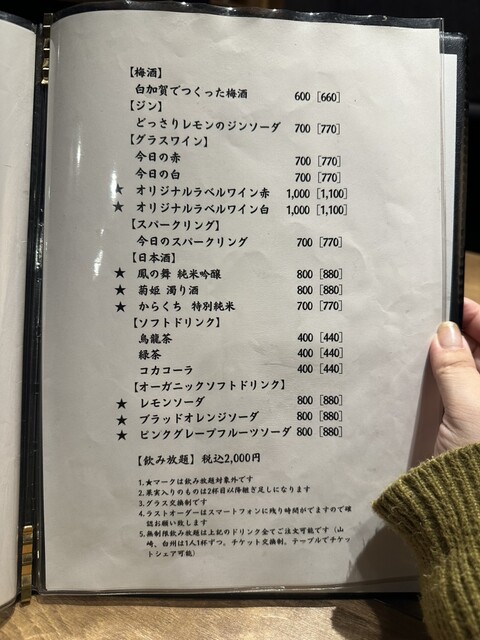 【梅酒】
白加賀でつくった梅酒 600 [660]
【ジン】
どっさりレモンのジンソーダ 700 [770]
【グラスワイン】
今日の赤 700 [770]
今日の白 700 [770]
★ オリジナルラベルワイン赤 1,000 [1,100]
★ オリジナルラベルワイン白 1,000 [1,100]
【スパークリング】
今日のスパークリング 700 [770]
【日本酒】
★ 鳳の舞 純米吟醸 800 [880]
★ 菊姫 濁り酒 800 [880]
★ からくち 特別純米 700 [770]
【ソフトドリンク】
烏龍茶 400 [440]
緑茶 400 [440]
コカコーラ 400 [440]
【オーガニックソフトドリンク】
★ レモンソーダ 800 [880]
★ ブラッドオレンジソーダ 800 [880]
★ ピンクグレープフルーツソーダ 800 [880]
【飲み放題】税込2,000円
1.★マークは飲み放題対象外です
2.果実入りのものは2杯目以降継ぎ足しになります
3.グラス交換制です
4.ラストオーダーはスマートフォンに残り時間がでますので確
認お願い致します
5.無制限飲み放題は上記のドリンク全てご注文可能です（山
崎、白州は1人1杯ずつ、チケット交換制、テーブルでチケッ
トシェア可能）